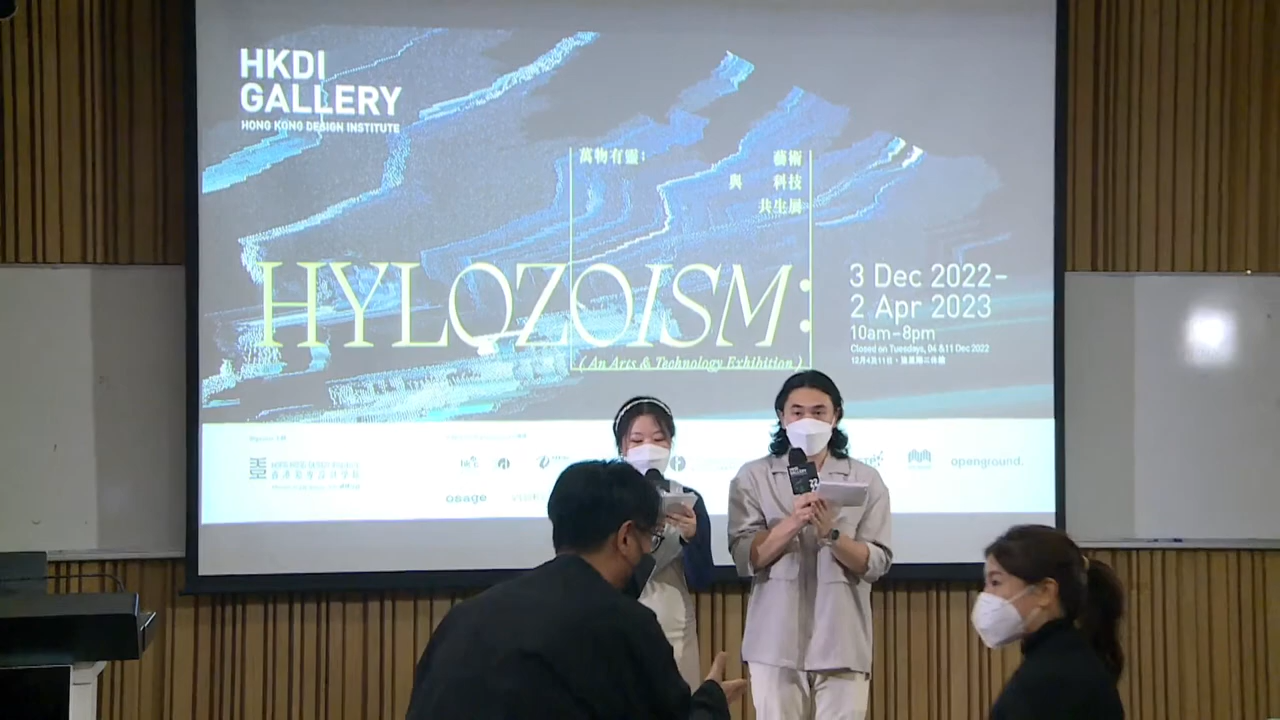 HKDI
GALLERY
HONG KONG DESIGN INSTITUTE
萬物有靈：
藝術
與 科技
共生展
HYLOZOISM:
(An Arts & Technology Exhibition)
3 Dec 2022–
2 Apr 2023
10am–8pm
Closed on Tuesdays, 04 & 11 Dec 2022
openground.
osage